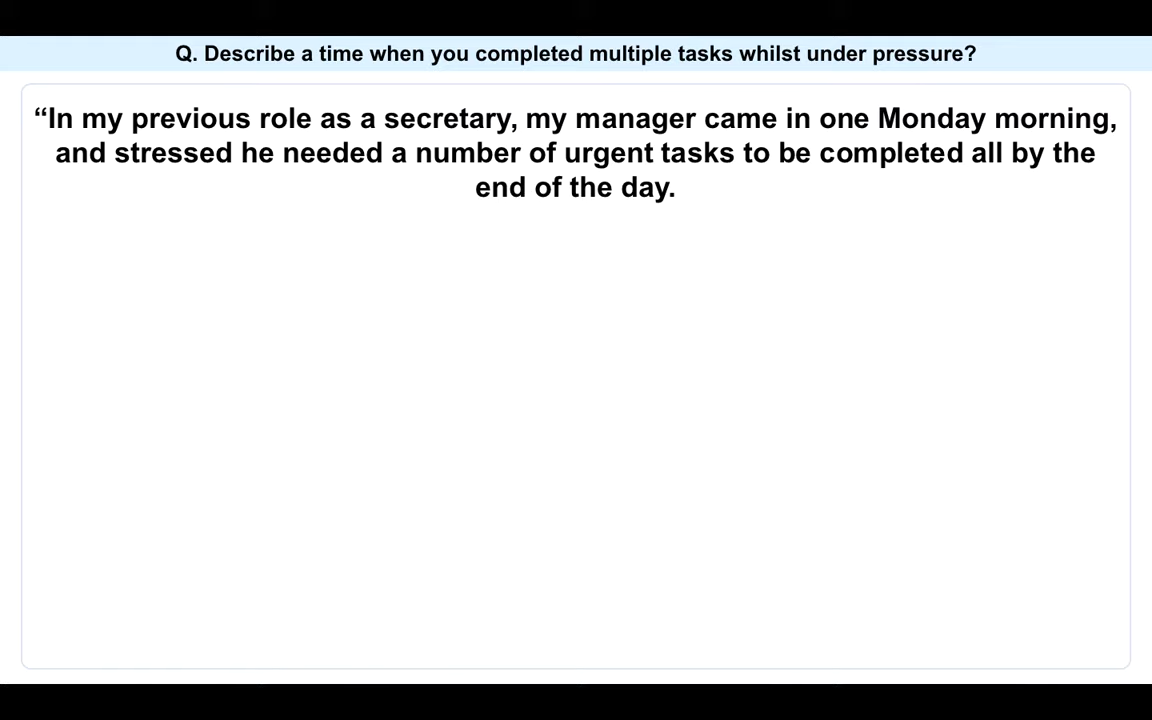 Q. Describe a time when you completed multiple tasks whilst under pressure?
“In my previous role as a secretary, my manager came in one Monday morning,
and stressed he needed a number of urgent tasks to be completed all by the
end of the day.